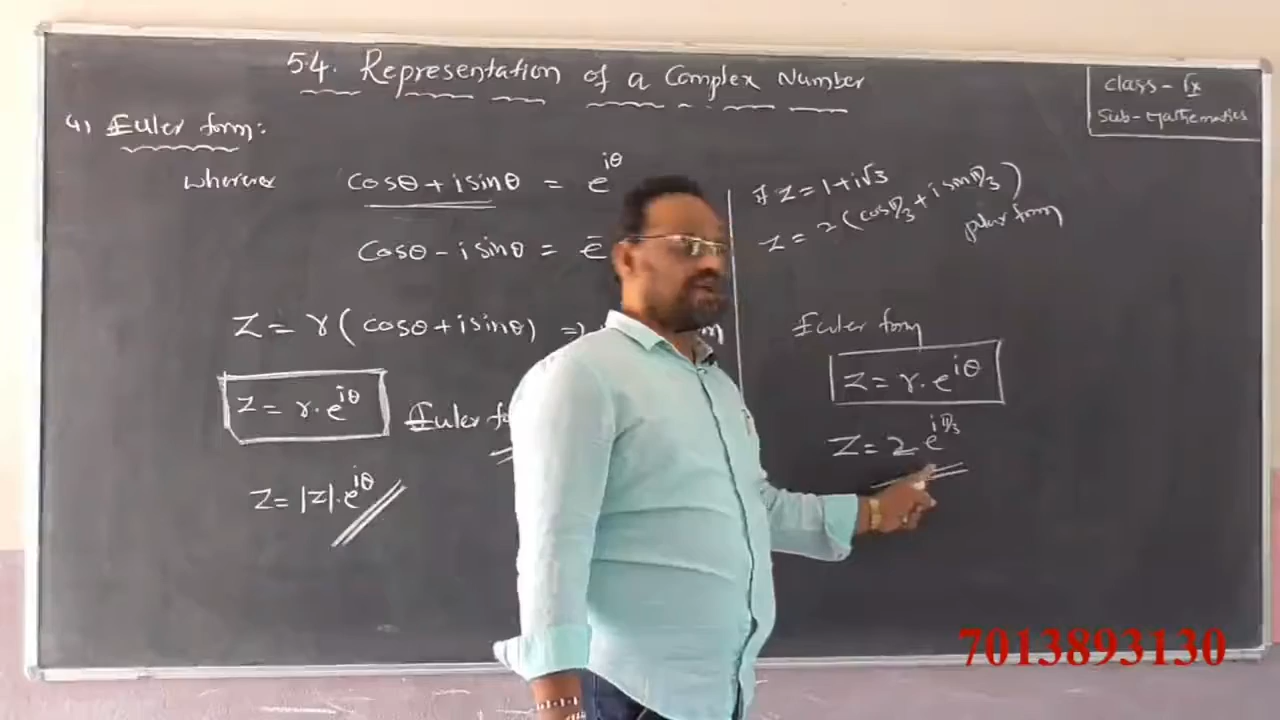 5.4. Representation of a Complex Number
Class - IX
Sub - Mathematics
4) Euler form:
where
cosθ + i sinθ = e^{iθ}
cosθ - i sinθ = e^-
Z = r (cosθ + i sinθ) ⇒
Z = r. e^{iθ} Euler fo
Z = |Z|. e^{iθ}
If Z = 1 + i√3
Z = 2 (cos π/3 + i sin π/3)
polar form
Euler form
Z = r. e^{iθ}
Z = 2. e^{i π/3}
7013893130